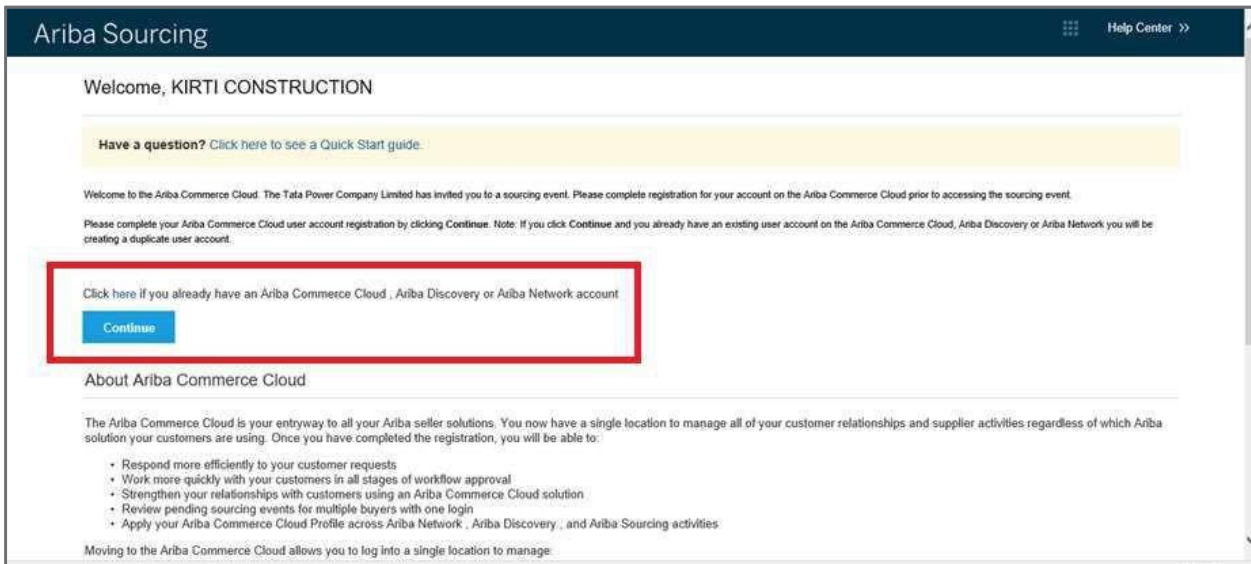 Ariba Sourcing
Help Center »
Welcome, KIRTI CONSTRUCTION
Have a question? Click here to see a Quick Start guide.
Welcome to the Ariba Commerce Cloud. The Tata Power Company Limited has invited you to a sourcing event. Please complete registration for your account on the Ariba Commerce Cloud prior to accessing the sourcing event.
Please complete your Ariba Commerce Cloud user account registration by clicking Continue. Note: If you click Continue and you already have an existing user account on the Ariba Commerce Cloud, Ariba Discovery or Ariba Network you will be
creating a duplicate user account.
Click here if you already have an Ariba Commerce Cloud , Ariba Discovery or Ariba Network account
Continue
About Ariba Commerce Cloud
The Ariba Commerce Cloud is your entryway to all your Ariba seller solutions. You now have a single location to manage all of your customer relationships and supplier activities regardless of which Ariba
solution your customers are using. Once you have completed the registration, you will be able to:
• Respond more efficiently to your customer requests
• Work more quickly with your customers in all stages of workflow approval
• Strengthen your relationships with customers using an Ariba Commerce Cloud solution
• Review pending sourcing events for multiple buyers with one login
• Apply your Ariba Commerce Cloud Profile across Ariba Network , Ariba Discovery , and Ariba Sourcing activities
Moving to the Ariba Commerce Cloud allows you to log into a single location to manage: